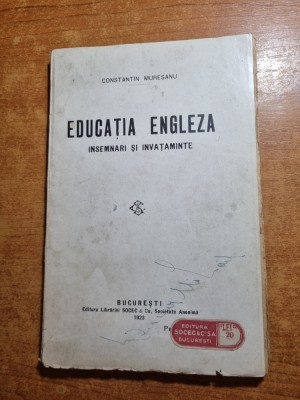 CONSTANTIN MUREȘANU
EDUCAȚIA ENGLEZA
INSEMNARI ȘI INVAȚAMINTE
BUCUREȘTI
Editura Librăriei SOCEC & Co., Societate Anonimă
1923
EDITURA
SOCEC & C° S.A.
BUCUREȘTI
LEI
30